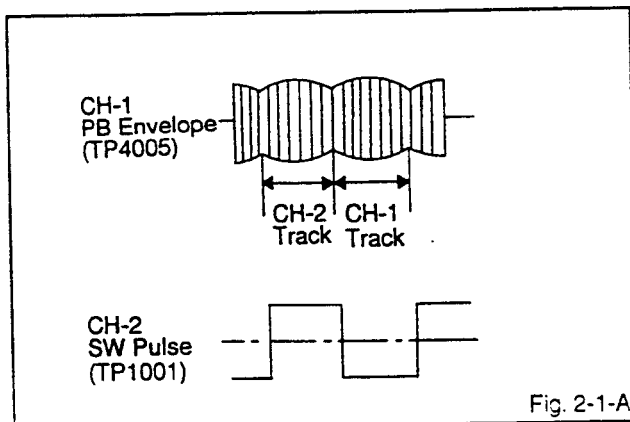 CH-1
PB Envelope
(TP4005)
CH-2
Track
CH-1
Track
CH-2
SW Pulse
(TP1001)
Fig. 2-1-A